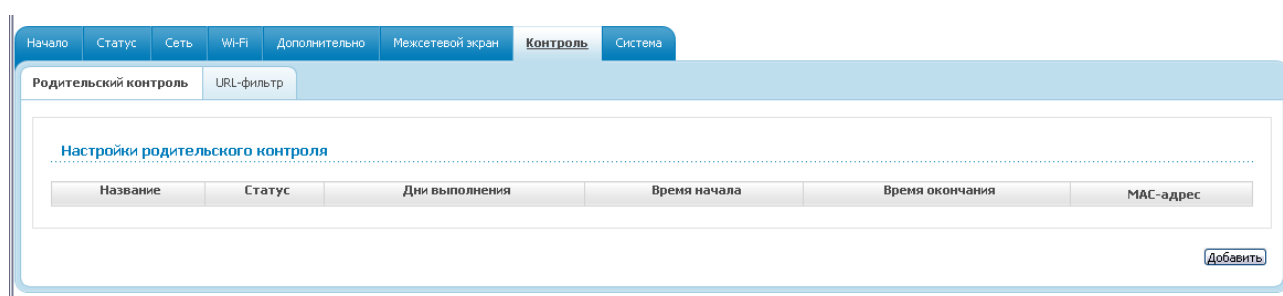 Начало Статус Сеть Wi-Fi Дополнительно Межсетевой экран Контроль Система
Родительский контроль URL-фильтр
Настройки родительского контроля
Название Статус Дни выполнения Время начала Время окончания МАС-адрес
Добавить